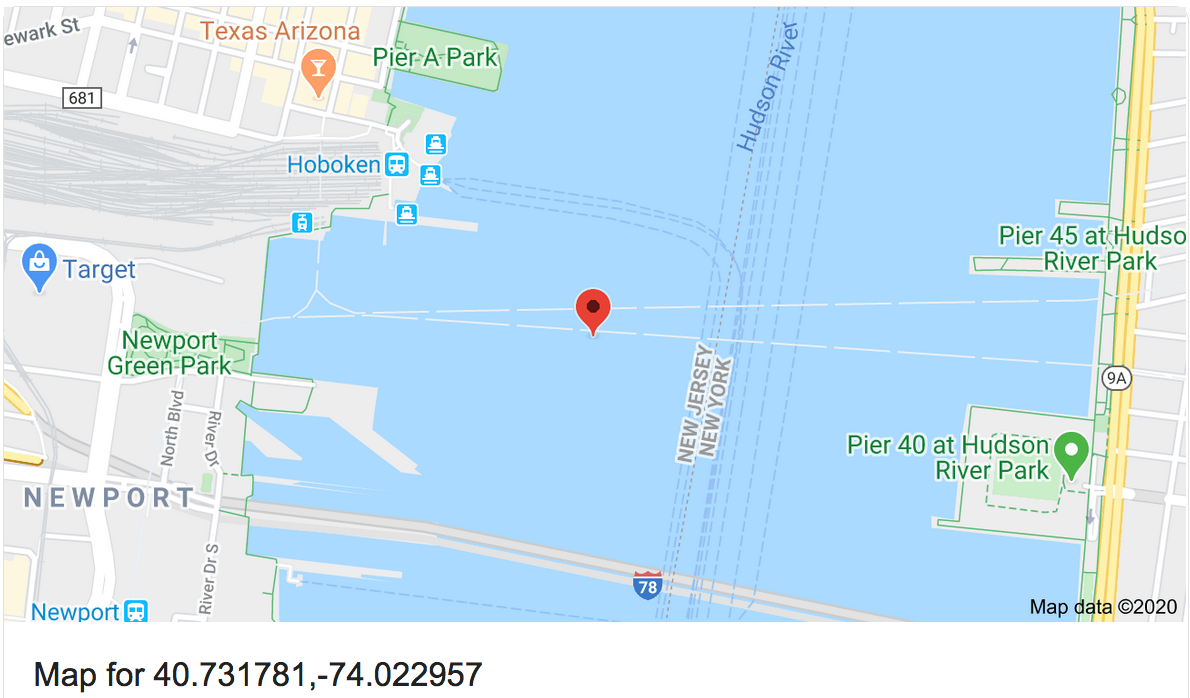 ewark St
Texas Arizona
Pier A Park
Hudson River
681
Hoboken
Pier 45 at Hudso
River Park
Target
Newport
Green Park
9A
NEW JERSEY
NEW YORK
North Blvd
River Dr
Pier 40 at Hudson
River Park
NEWPORT
River Dr S
78
Newport
Map data ©2020
Map for 40.731781,-74.022957